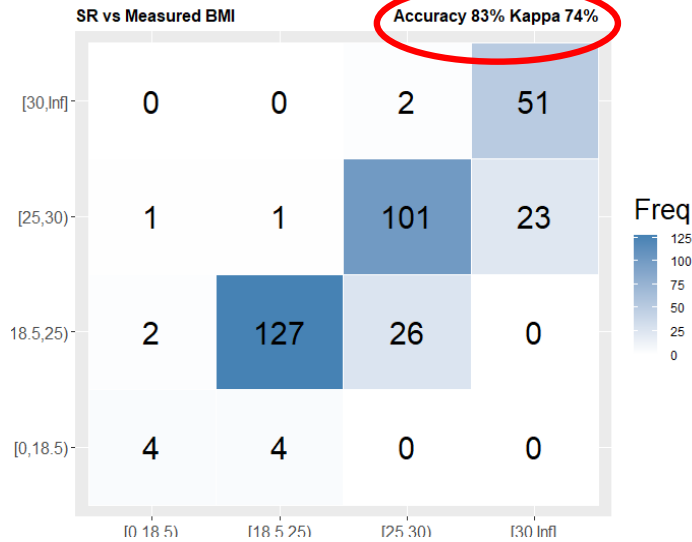 SR vs Measured BMI Accuracy 83% Kappa 74%
[30,Inf] 0 0 2 51
[25,30) 1 1 101 23
18.5,25) 2 127 26 0
[0,18.5) 4 4 0 0
[0,18.5) [18.5,25) [25,30) [30,Inf]
Freq
125
100
75
50
25
0